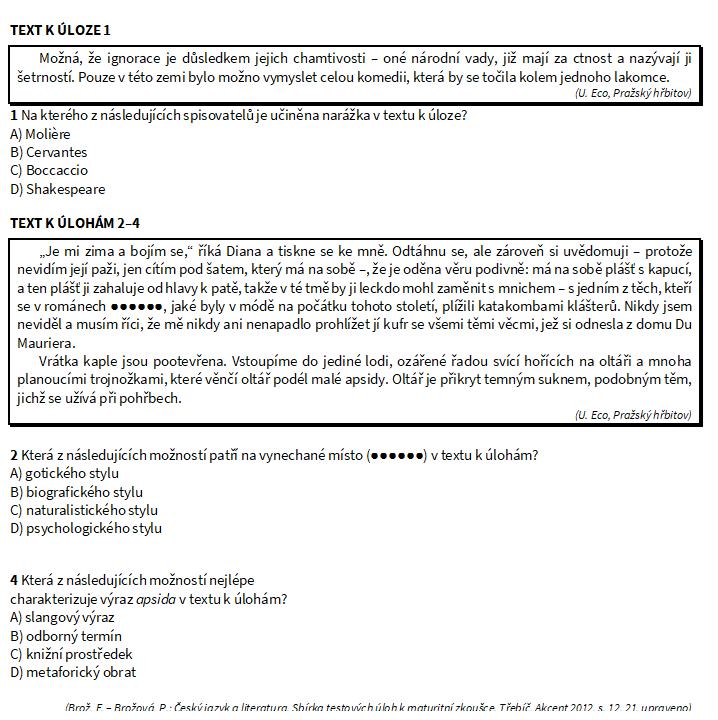 TEXT K ÚLOZE 1
Možná, že ignorace je důsledkem jejich chamtivosti – oné národní vady, již mají za ctnost a nazývají ji
šetrností. Pouze v této zemi bylo možno vymyslet celou komedii, která by se točila kolem jednoho lakomce.
(U. Eco, Pražský hřbitov)
1 Na kterého z následujících spisovatelů je učiněna narážka v textu k úloze?
A) Molière
B) Cervantes
C) Boccaccio
D) Shakespeare
TEXT K ÚLOHÁM 2–4
„Je mi zima a bojím se,“ říká Diana a tiskne se ke mně. Odtáhnu se, ale zároveň si uvědomuji – protože
nevidím její paži, jen cítím pod šatem, který má na sobě –, že je oděna věru podivně: má na sobě plášť s kapucí,
a ten plášť ji zahaluje od hlavy k patě, takže v té tmě by ji leckdo mohl zaměnit s mnichem – s jedním z těch, kteří
se v románech ●●●●●●, jaké byly v módě na počátku tohoto století, plížili katakombami klášterů. Nikdy jsem
neviděl a musím říci, že mě nikdy ani nenapadlo prohlížet jí kufr se všemi těmi věcmi, jež si odnesla z domu Du
Mauriera.
Vrátka kaple jsou pootevřena. Vstoupíme do jediné lodi, ozářené řadou svící hořících na oltáři a mnoha
planoucími trojnožkami, které věnčí oltář podél malé apsidy. Oltář je přikryt temným suknem, podobným těm,
jichž se užívá při pohřbech.
(U. Eco, Pražský hřbitov)
2 Která z následujících možností patří na vynechané místo (●●●●●●) v textu k úlohám?
A) gotického stylu
B) biografického stylu
C) naturalistického stylu
D) psychologického stylu
4 Která z následujících možností nejlépe
charakterizuje výraz apsida v textu k úlohám?
A) slangový výraz
B) odborný termín
C) knižní prostředek
D) metaforický obrat
(Brož, F. – Brožová, P.: Český jazyk a literatura. Sbírka testových úloh k maturitní zkoušce. Třebíč, Akcent 2012, s. 12, 21, upraveno)